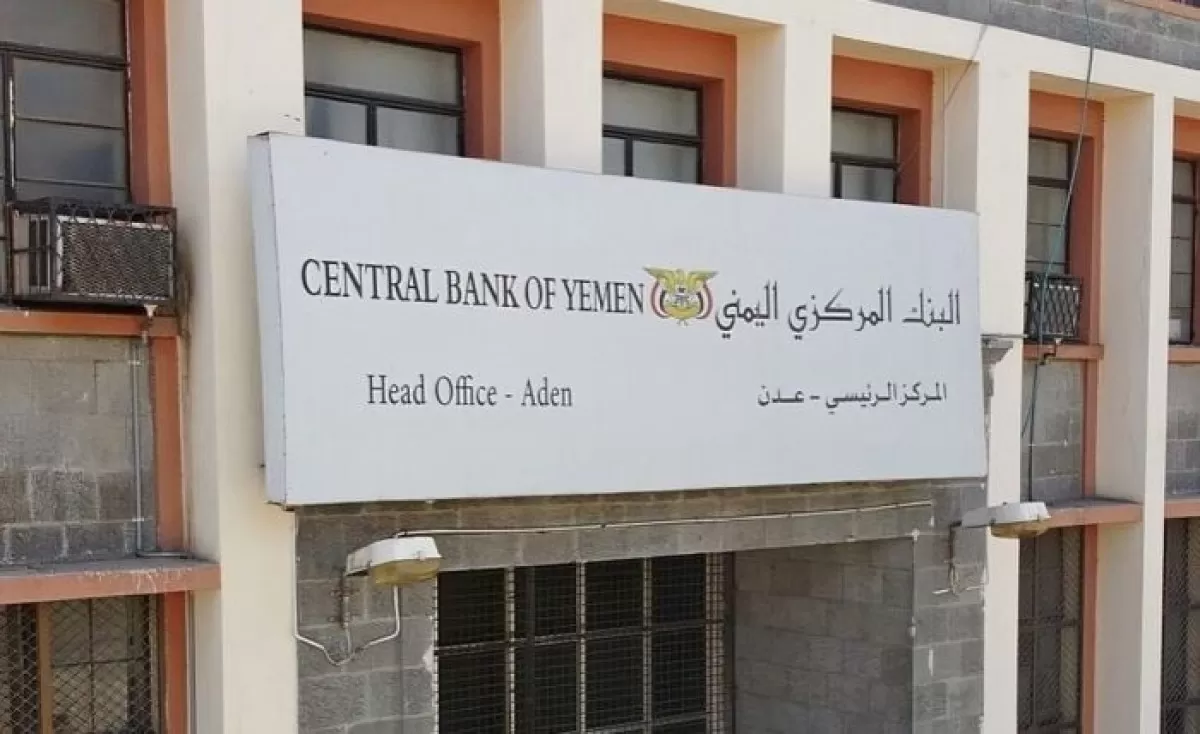 CENTRAL BANK OF YEMEN البنك المركزي اليمني
Head Office - Aden المركز الرئيسي - عدن